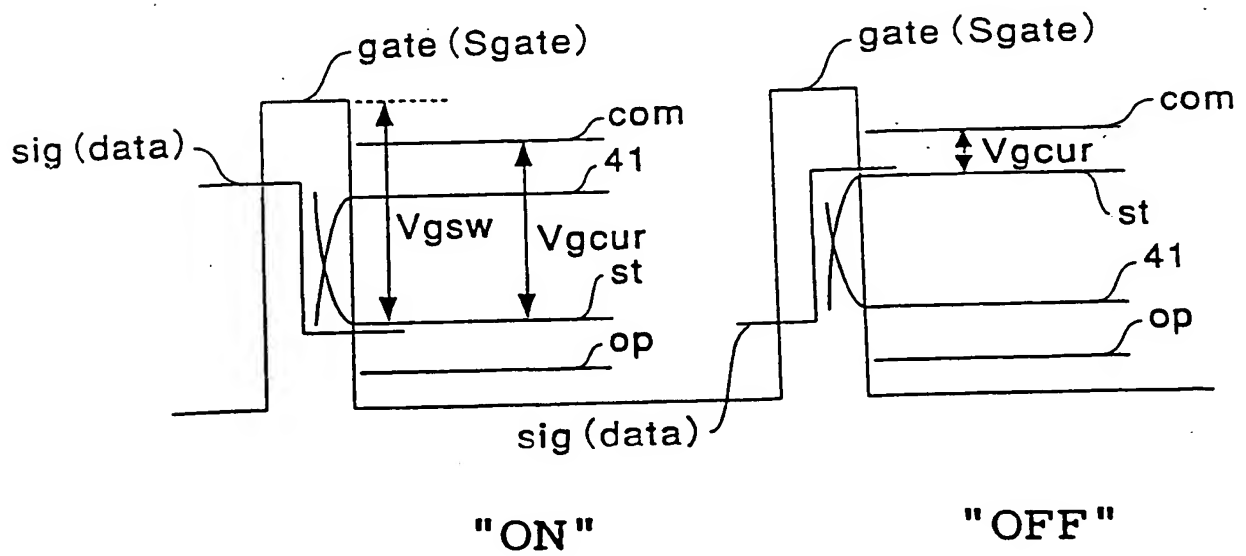 gate (Sgate)
com
sig (data)
41
Vgsw
Vgcur
st
op
gate (Sgate)
com
Vgcur
st
41
op
sig (data)
"ON"
"OFF"